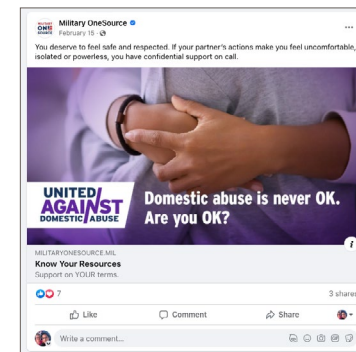 MILITARY
ONE
SOURCE
Military OneSource
February 15 ·
You deserve to feel safe and respected. If your partner's actions make you feel uncomfortable,
isolated or powerless, you have confidential support on call.
UNITED
AGAINST
DOMESTIC ABUSE
Domestic abuse is never OK.
Are you OK?
i
MILITARYONESOURCE.MIL
Know Your Resources
Support on YOUR terms.
7
3 shares
Like
Comment
Share
Write a comment...